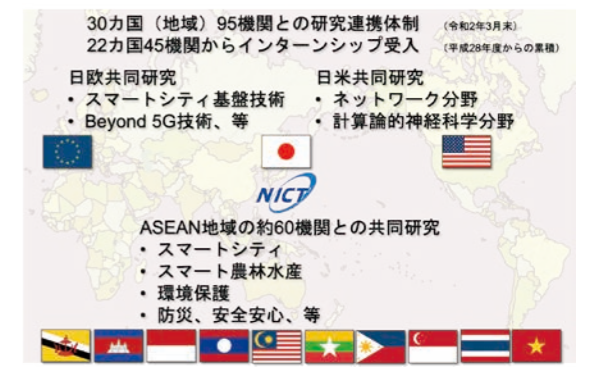 30カ国（地域）95機関との研究連携体制 （令和2年3月末）
22カ国45機関からインターンシップ受入 （平成28年度からの累積）
日欧共同研究
• スマートシティ基盤技術
• Beyond 5G技術、等
日米共同研究
• ネットワーク分野
• 計算論的神経科学分野
NICT
ASEAN地域の約60機関との共同研究
• スマートシティ
• スマート農林水産
• 環境保護
• 防災、安全安心、等